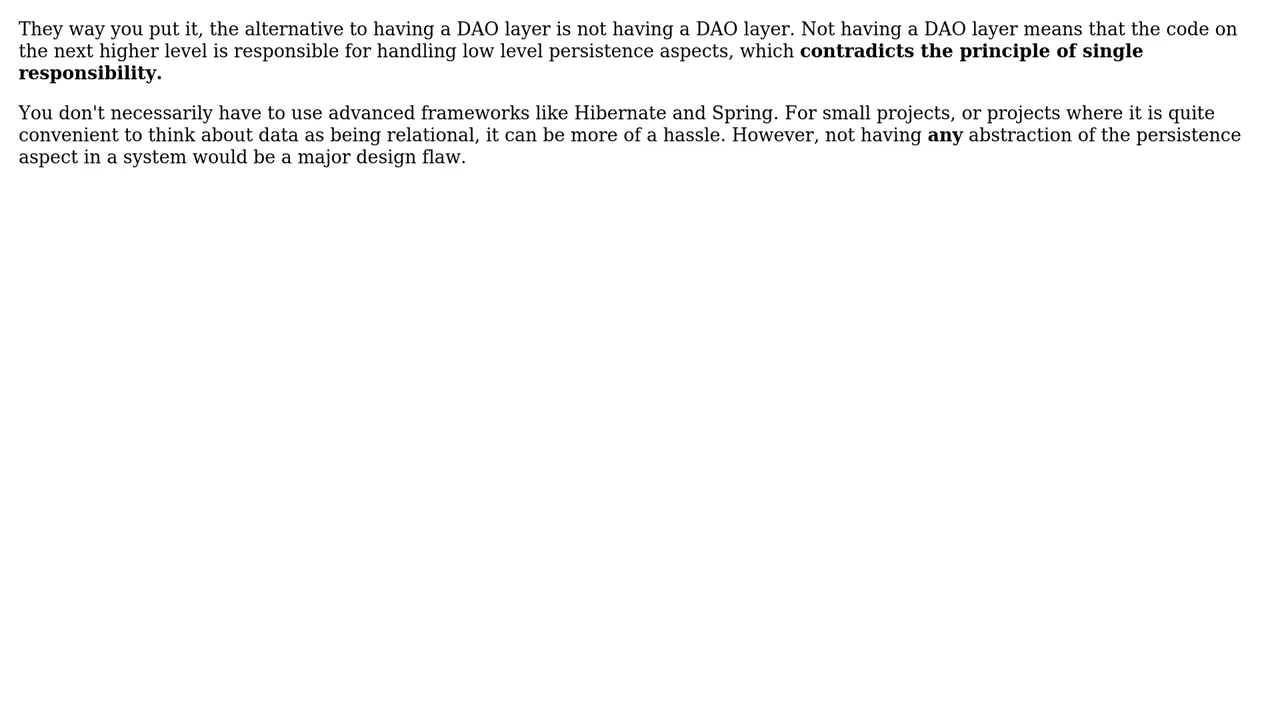 They way you put it, the alternative to having a DAO layer is not having a DAO layer. Not having a DAO layer means that the code on
the next higher level is responsible for handling low level persistence aspects, which contradicts the principle of single
responsibility.
You don't necessarily have to use advanced frameworks like Hibernate and Spring. For small projects, or projects where it is quite
convenient to think about data as being relational, it can be more of a hassle. However, not having any abstraction of the persistence
aspect in a system would be a major design flaw.